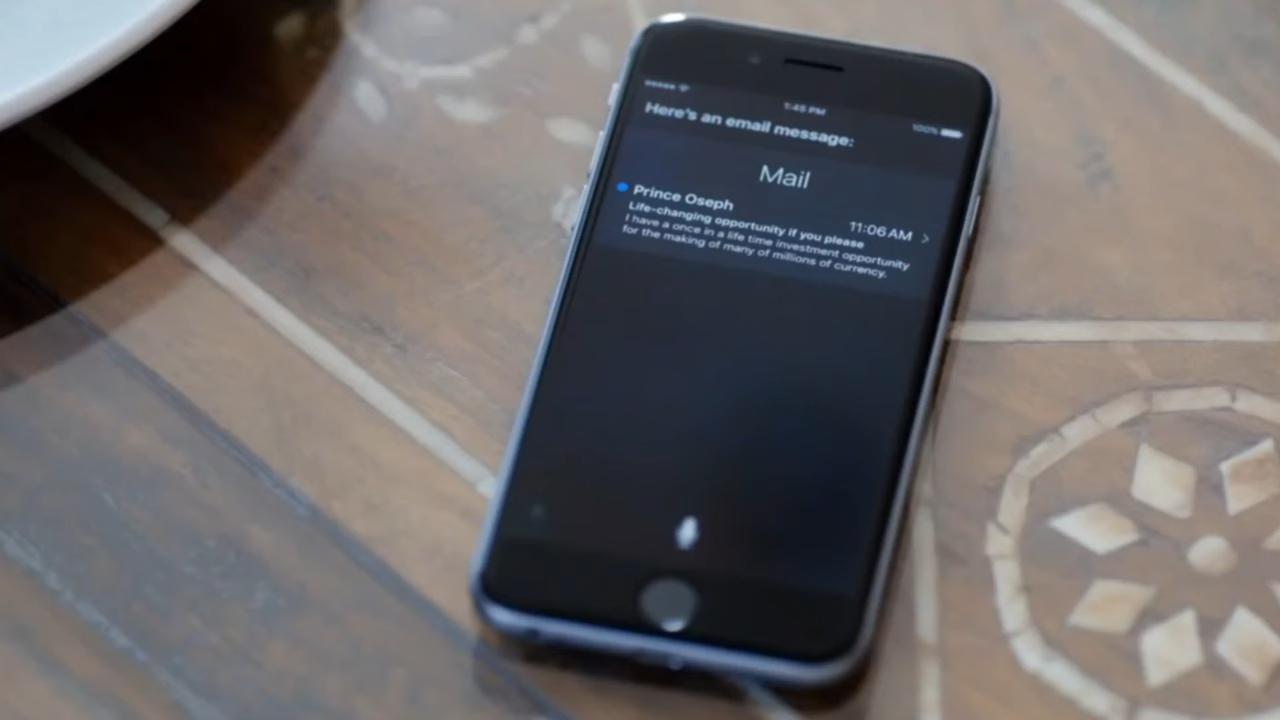 1:45 PM
100%
Here's an email message:
Mail
Prince Oseph
11:06 AM
Life-changing opportunity if you please
I have a once in a life time investment opportunity
for the making of many of millions of currency.